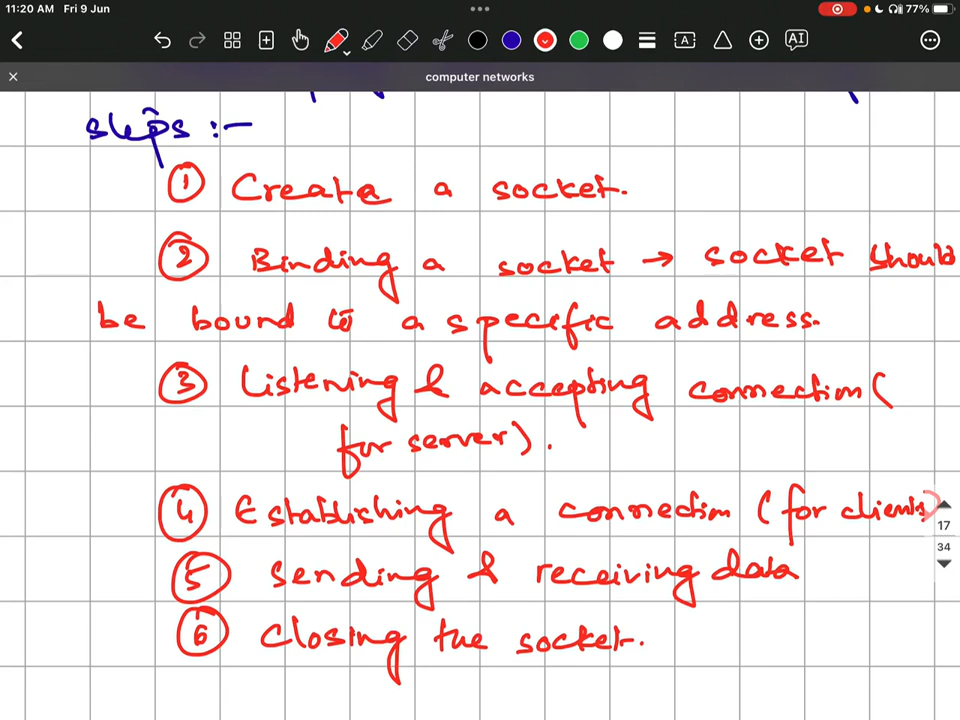 11:20 AM Fri 9 Jun
77%
A
AI
computer networks
steps :-
① Create a socket.
② Binding a socket → socket should
be bound to a specific address.
③ Listening & accepting connection (
for server).
④ Establishing a connection (for clients)
⑤ Sending & receiving data
⑥ closing the socket.
17
34